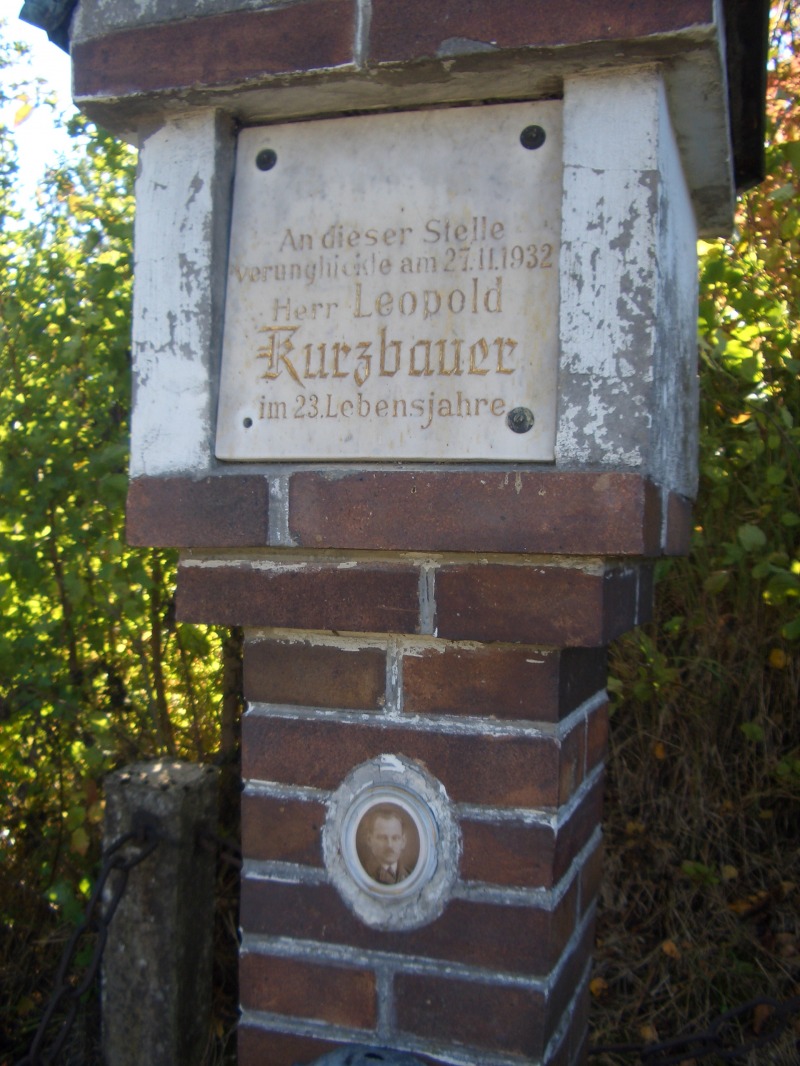 An dieser Stelle
verunglückte am 27.11.1932
Herr Leopold
Kurzbauer
im 23.Lebensjahre